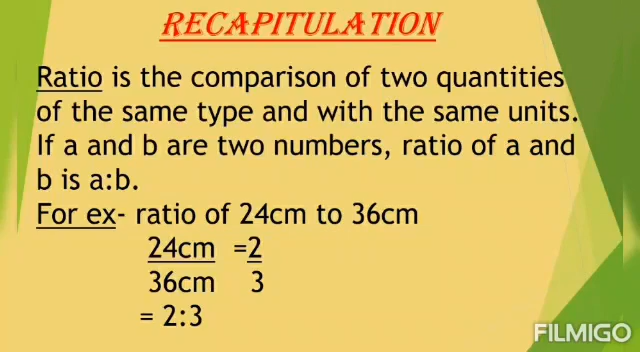 RECAPITULATION
Ratio is the comparison of two quantities
of the same type and with the same units.
If a and b are two numbers, ratio of a and
b is a:b.
For ex- ratio of 24cm to 36cm
24cm =2
36cm 3
= 2:3
FILMIGO